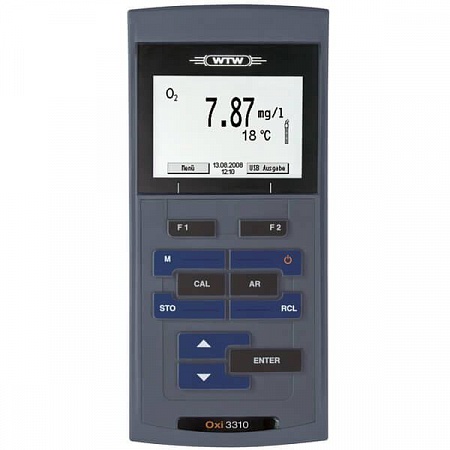 WTW
O2
7.87 mg/l
18 °C
Menü 13.08.2008 USB Ausgabe
12:10
F1 F2
M
CAL AR
STO RCL
ENTER
Oxi 3310